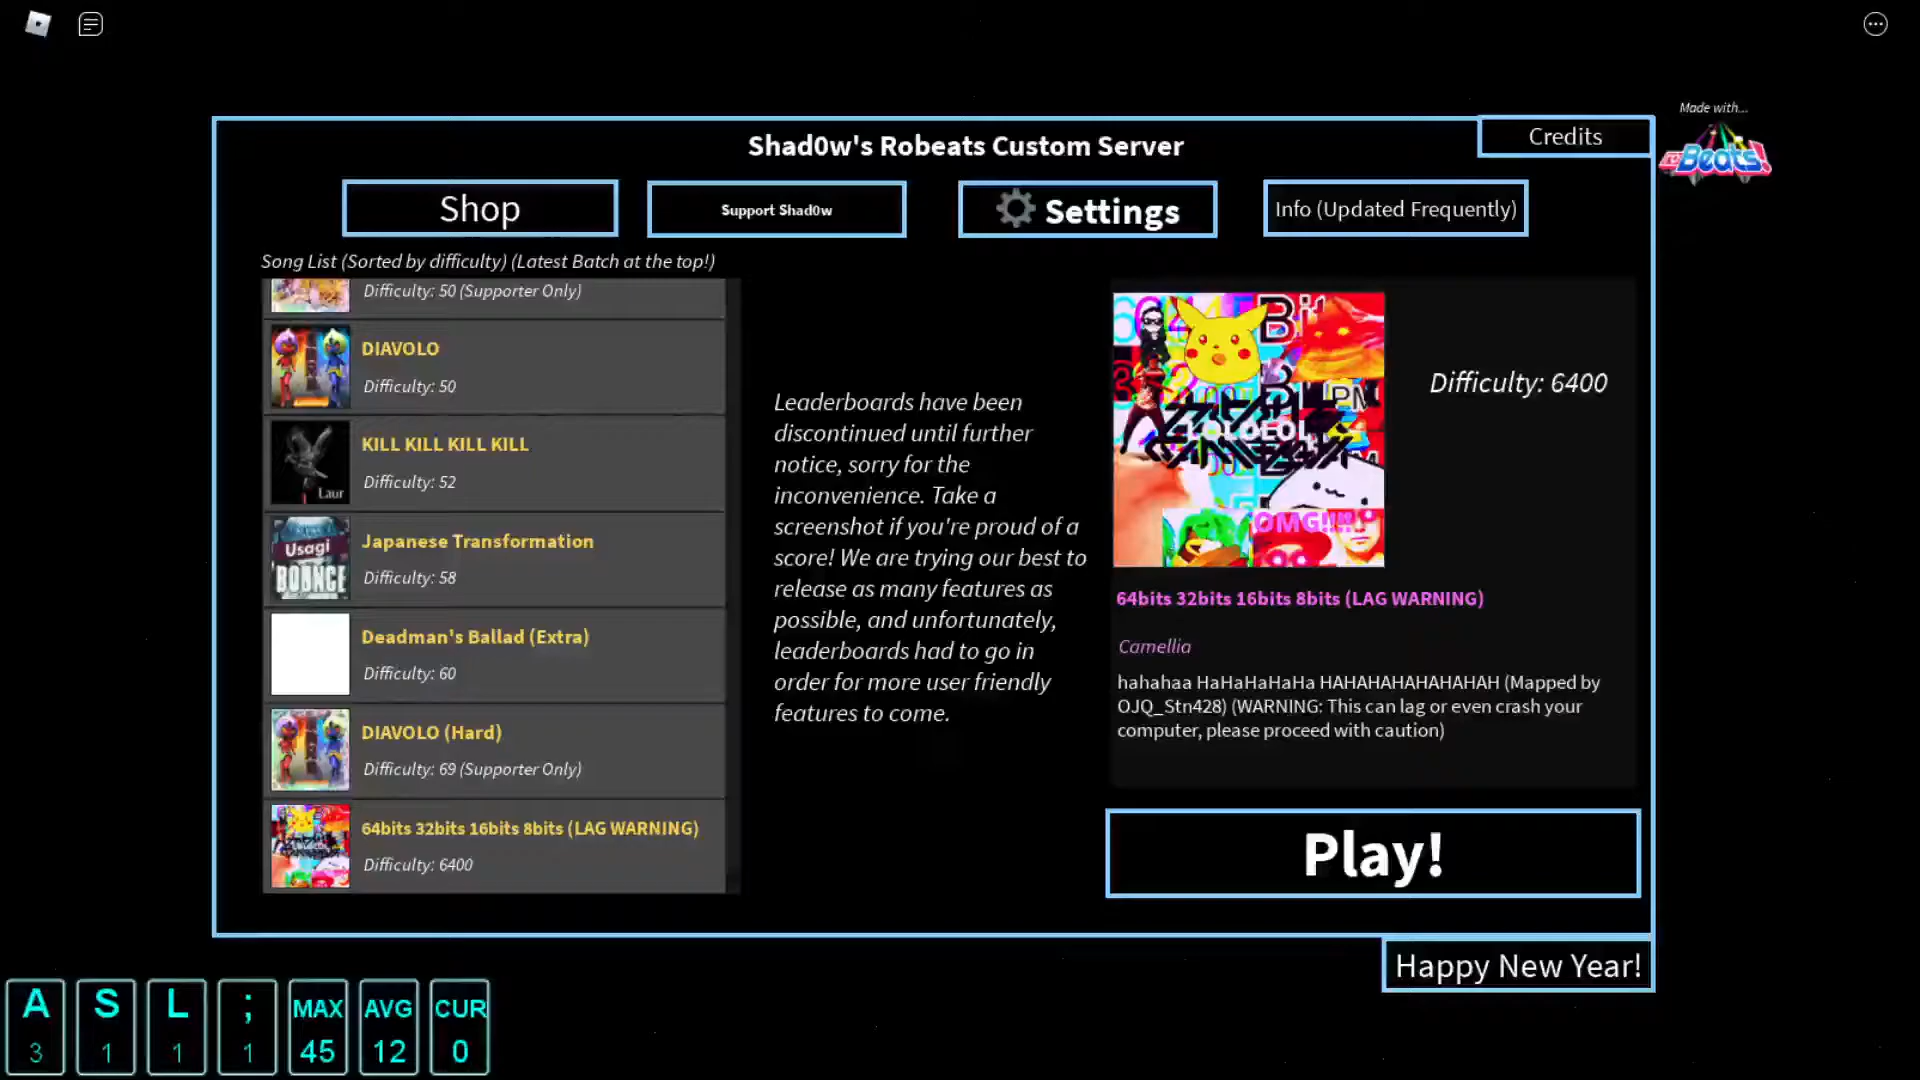 Made with...
roBeats!
Shad0w's Robeats Custom Server
Credits
Shop
Support Shad0w
Settings
Info (Updated Frequently)
Song List (Sorted by difficulty) (Latest Batch at the top!)
Difficulty: 50 (Supporter Only)
DIAVOLO
Difficulty: 50
KILL KILL KILL KILL
Difficulty: 52
Laur
Japanese Transformation
Difficulty: 58
Usagi
BOUNCE
Deadman's Ballad (Extra)
Difficulty: 60
DIAVOLO (Hard)
Difficulty: 69 (Supporter Only)
64bits 32bits 16bits 8bits (LAG WARNING)
Difficulty: 6400
Leaderboards have been
discontinued until further
notice, sorry for the
inconvenience. Take a
screenshot if you're proud of a
score! We are trying our best to
release as many features as
possible, and unfortunately,
leaderboards had to go in
order for more user friendly
features to come.
LOLOLOL
OMG!!!!
Difficulty: 6400
64bits 32bits 16bits 8bits (LAG WARNING)
Camellia
hahahaa HaHaHaHaHa HAHAHAHAHAHAHAH (Mapped by
OJQ_Stn428) (WARNING: This can lag or even crash your
computer, please proceed with caution)
Play!
Happy New Year!
A S L ; MAX AVG CUR
3 1 1 1 45 12 0